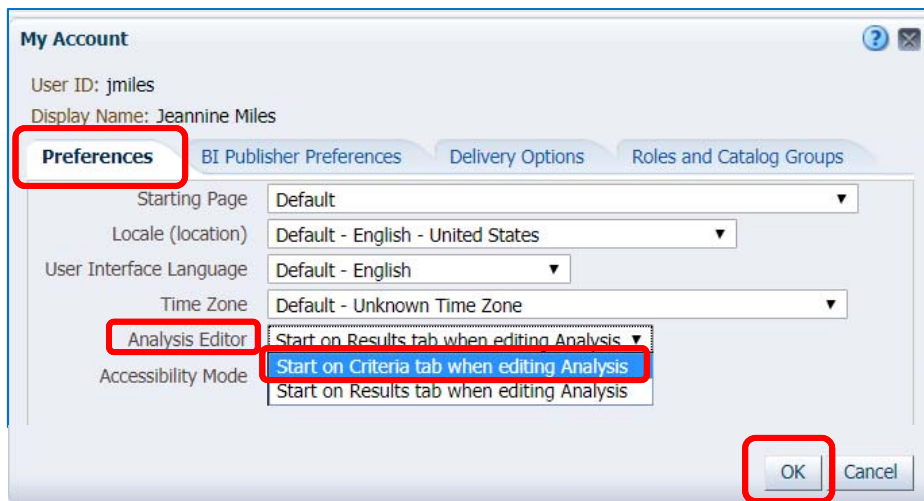 My Account
User ID: jmiles
Display Name: Jeannine Miles
Preferences BI Publisher Preferences Delivery Options Roles and Catalog Groups
Starting Page Default
Locale (location) Default - English - United States
User Interface Language Default - English
Time Zone Default - Unknown Time Zone
Analysis Editor Start on Results tab when editing Analysis
Start on Criteria tab when editing Analysis
Accessibility Mode
Start on Results tab when editing Analysis
OK Cancel